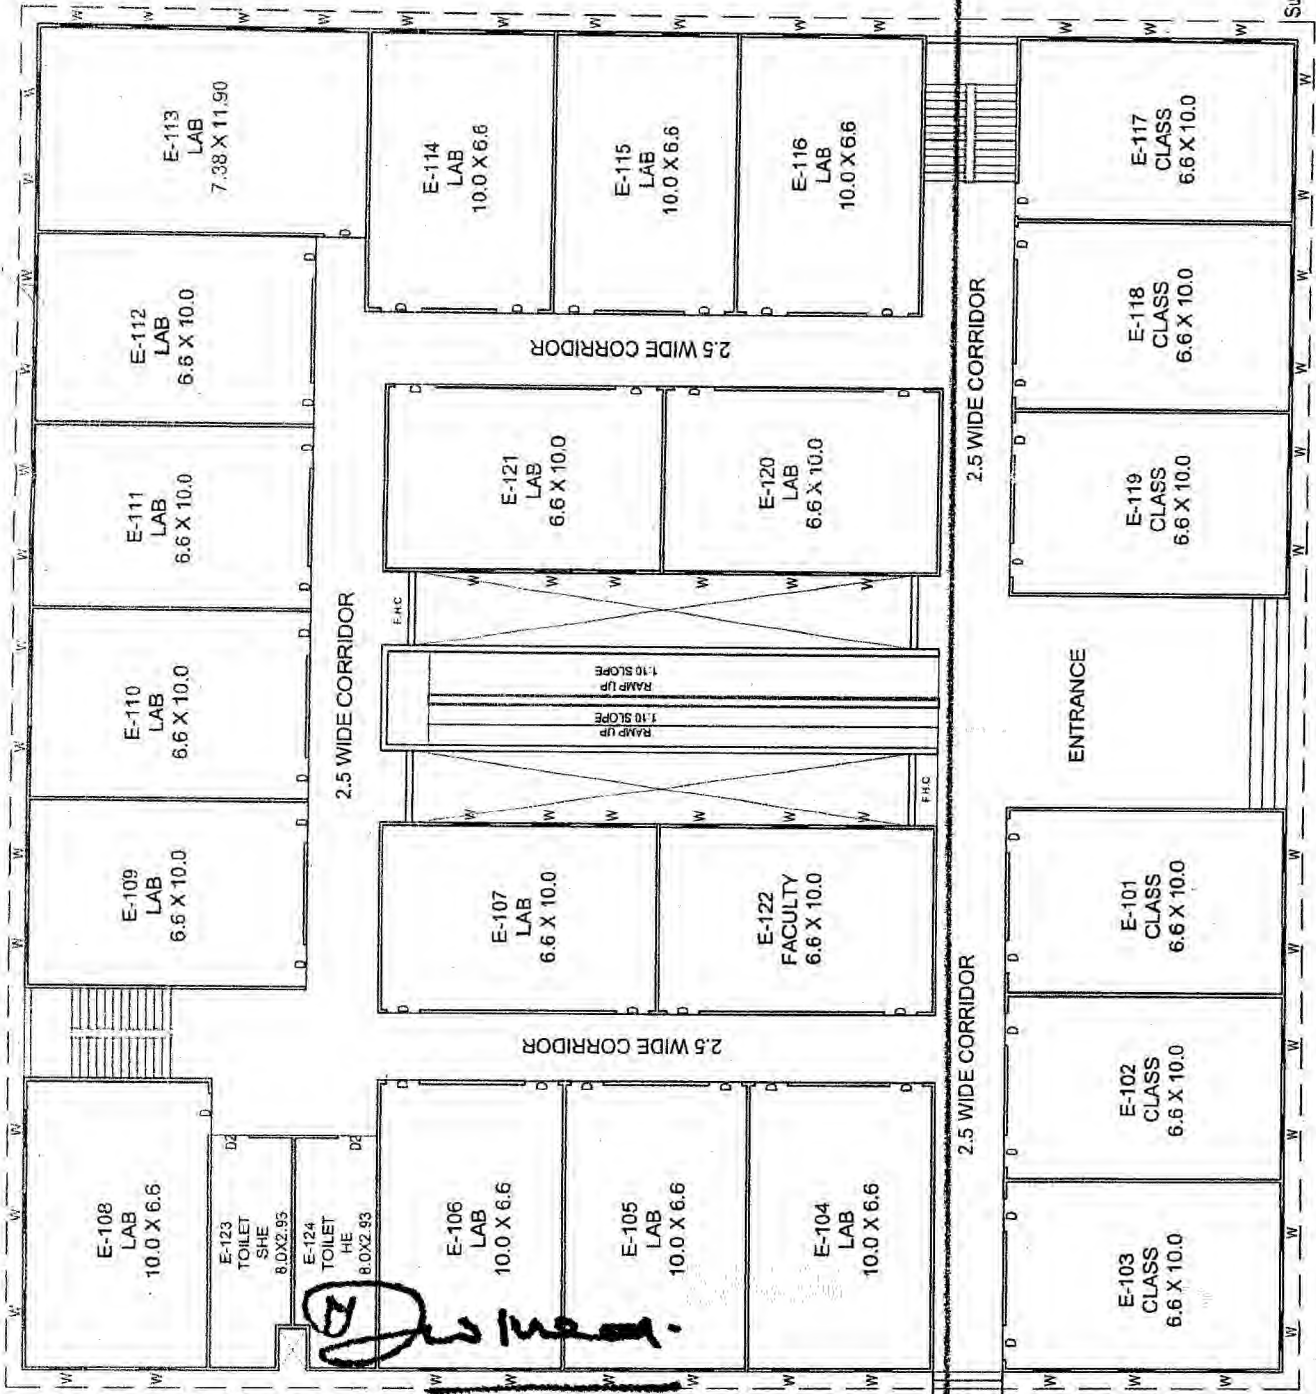 E-113
LAB
7.38 X 11.90
E-112
LAB
6.6 X 10.0
E-111
LAB
6.6 X 10.0
E-110
LAB
6.6 X 10.0
E-109
LAB
6.6 X 10.0
E-108
LAB
10.0 X 6.6
E-123
TOILET
SHE
8.0X2.93
E-124
TOILET
HE
8.0X2.93
E-114
LAB
10.0 X 6.6
E-115
LAB
10.0 X 6.6
E-116
LAB
10.0 X 6.6
2.5 WIDE CORRIDOR
2.5 WIDE CORRIDOR
E-121
LAB
6.6 X 10.0
E-120
LAB
6.6 X 10.0
F.H.C
RAMP UP
1:10 SLOPE
RAMP UP
1:10 SLOPE
F.H.C
E-107
LAB
6.6 X 10.0
E-122
FACULTY
6.6 X 10.0
2.5 WIDE CORRIDOR
E-106
LAB
10.0 X 6.6
E-105
LAB
10.0 X 6.6
E-104
LAB
10.0 X 6.6
2.5 WIDE CORRIDOR
2.5 WIDE CORRIDOR
E-117
CLASS
6.6 X 10.0
E-118
CLASS
6.6 X 10.0
E-119
CLASS
6.6 X 10.0
ENTRANCE
E-101
CLASS
6.6 X 10.0
E-102
CLASS
6.6 X 10.0
E-103
CLASS
6.6 X 10.0